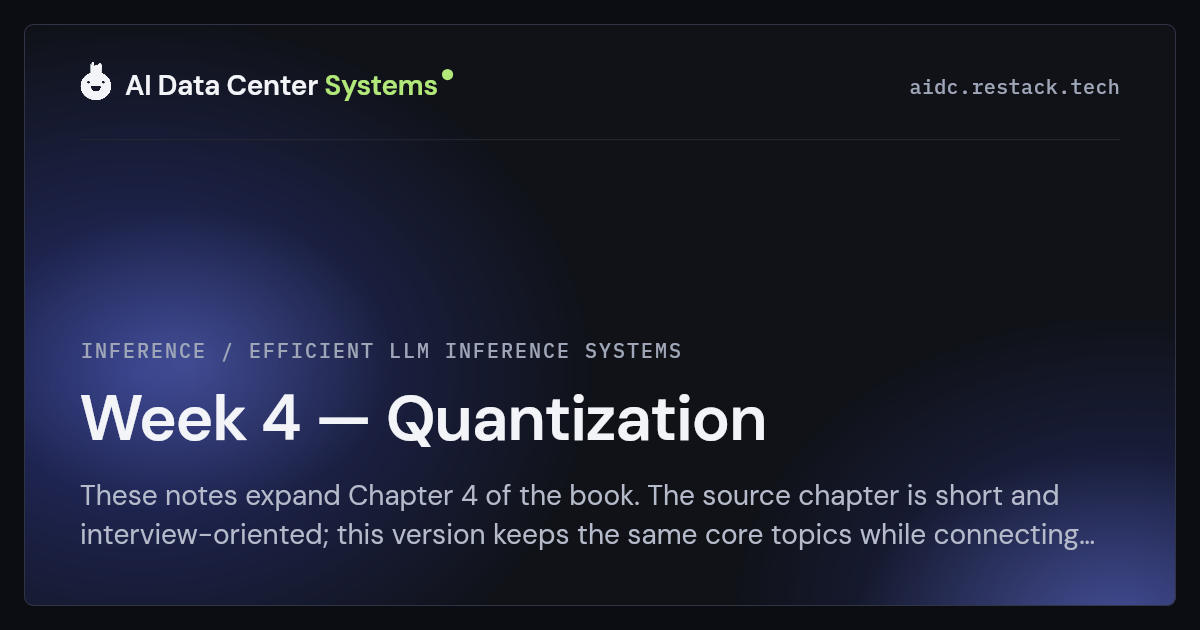 AI Data Center Systems
aidc.restack.tech
INFERENCE / EFFICIENT LLM INFERENCE SYSTEMS
Week 4 — Quantization
These notes expand Chapter 4 of the book. The source chapter is short and
interview-oriented; this version keeps the same core topics while connecting…